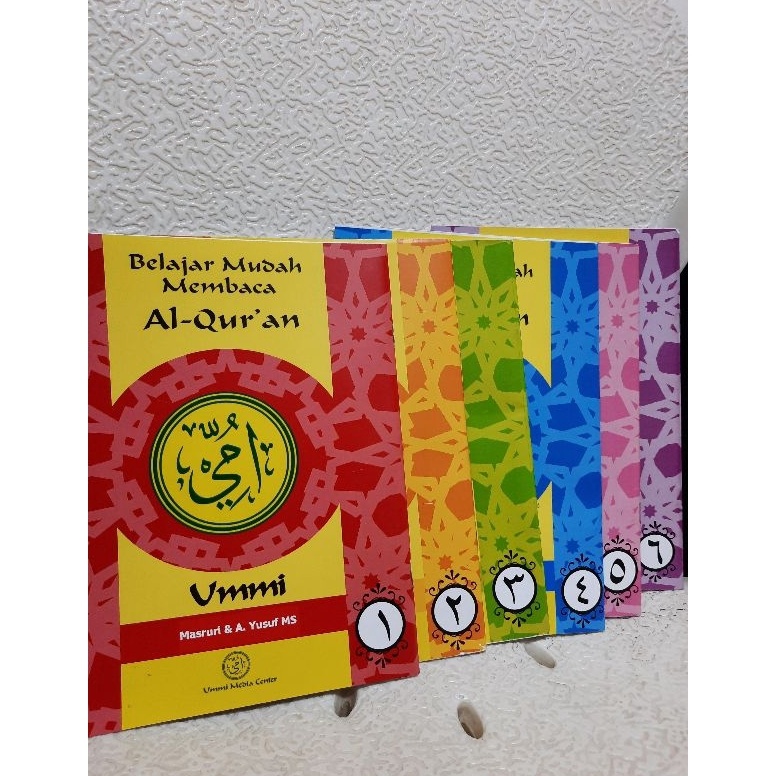 Belajar Mudah
Membaca
Al-Qur'an
أُمِّيّ
Ummi
Masruri & A. Yusuf MS
Ummi Media Center
١
٢
٣
٤
٥
٦
ah
n